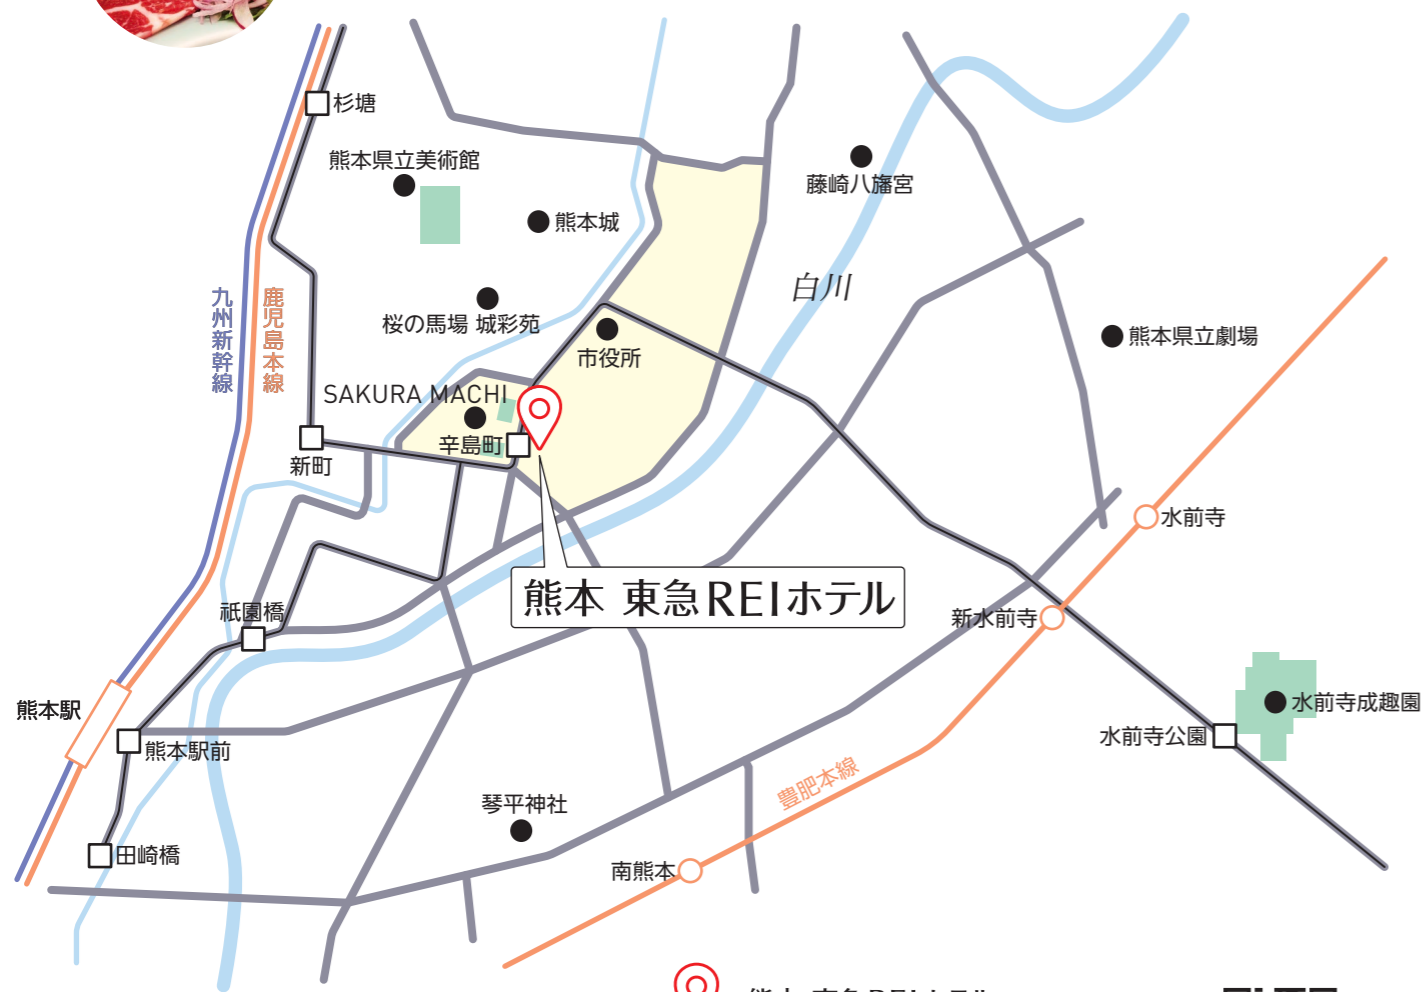 杉塘
熊本県立美術館
藤崎八旛宮
熊本城
白川
九州新幹線
鹿児島本線
桜の馬場 城彩苑
市役所
熊本県立劇場
SAKURA MACHI
辛島町
新町
水前寺
熊本 東急REIホテル
祇園橋
新水前寺
熊本駅
水前寺成趣園
熊本駅前
水前寺公園
豊肥本線
琴平神社
田崎橋
南熊本